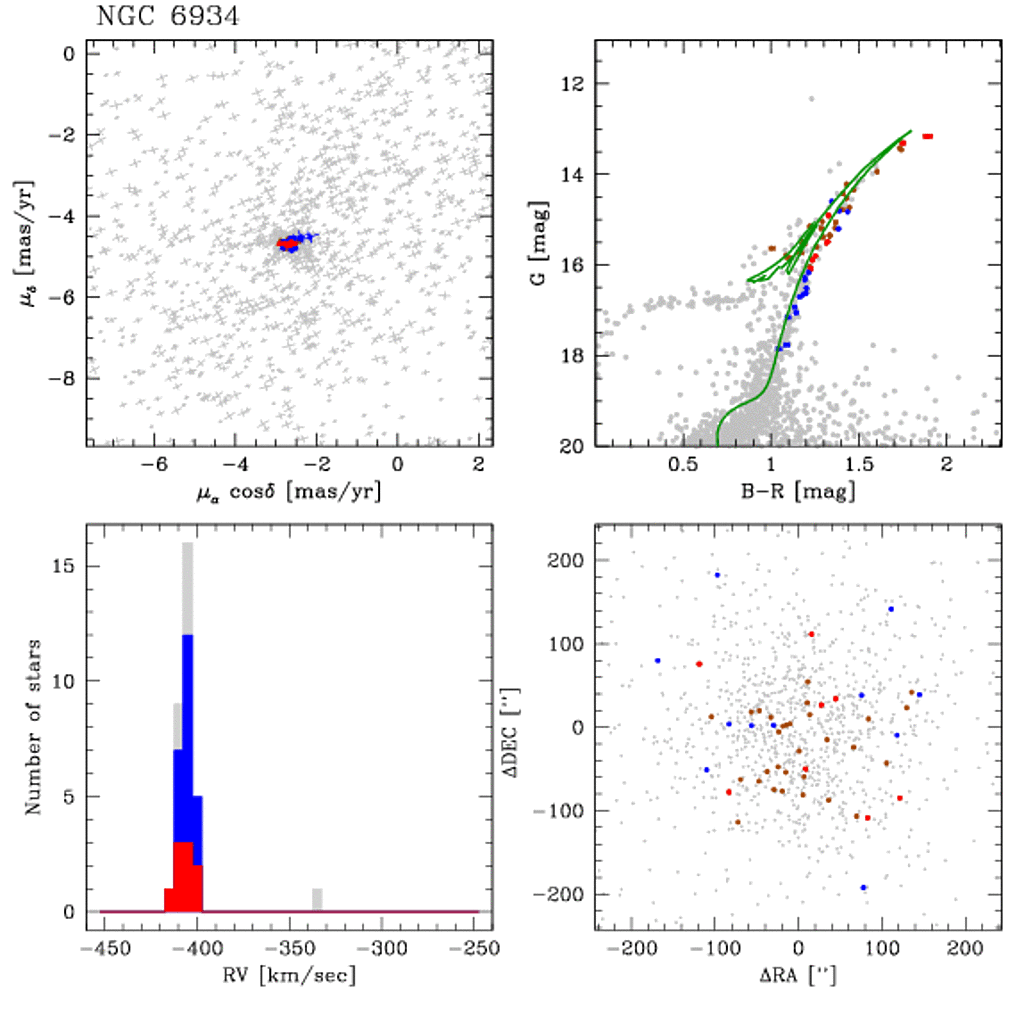 NGC 6934
0
−2
−4
−6
−8
μδ [mas/yr]
−6 −4 −2 0 2
μα cosδ [mas/yr]
12
14
16
18
20
G [mag]
0.5 1 1.5 2
B−R [mag]
15
10
5
0
Number of stars
−450 −400 −350 −300 −250
RV [km/sec]
200
100
0
−100
−200
ΔDEC ['']
−200 −100 0 100 200
ΔRA ['']